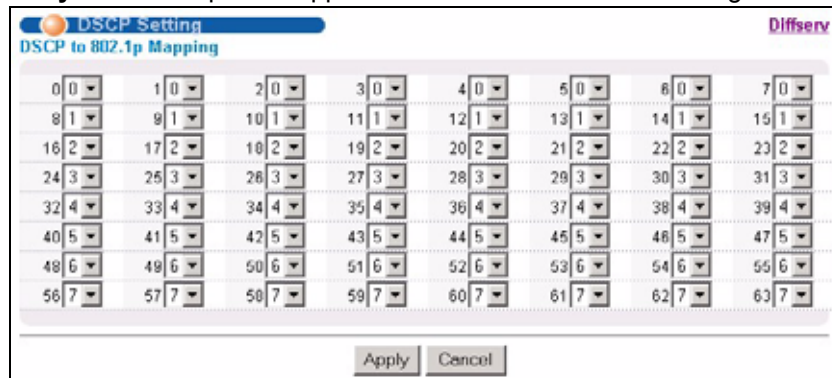 DSCP Setting Diffserv
DSCP to 802.1p Mapping
0 0 1 0 2 0 3 0 4 0 5 0 6 0 7 0
8 1 9 1 10 1 11 1 12 1 13 1 14 1 15 1
16 2 17 2 18 2 19 2 20 2 21 2 22 2 23 2
24 3 25 3 26 3 27 3 28 3 29 3 30 3 31 3
32 4 33 4 34 4 35 4 36 4 37 4 38 4 39 4
40 5 41 5 42 5 43 5 44 5 45 5 46 5 47 5
48 6 49 6 50 6 51 6 52 6 53 6 54 6 55 6
56 7 57 7 58 7 59 7 60 7 61 7 62 7 63 7
Apply Cancel